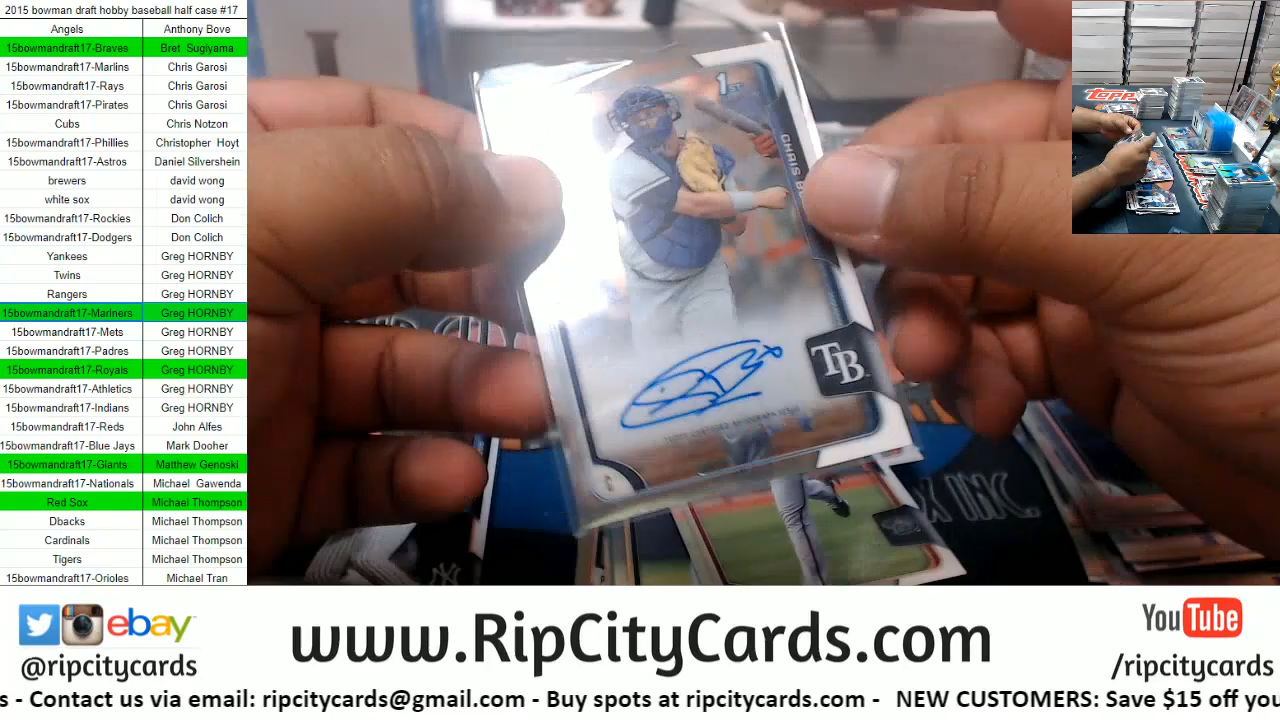 2015 bowman draft hobby baseball half case #17
Angels Anthony Bove
15bowmandraft17-Braves Bret Sugiyama
15bowmandraft17-Marlins Chris Garosi
15bowmandraft17-Rays Chris Garosi
15bowmandraft17-Pirates Chris Garosi
Cubs Chris Notzon
15bowmandraft17-Phillies Christopher Hoyt
15bowmandraft17-Astros Daniel Silvershein
brewers david wong
white sox david wong
15bowmandraft17-Rockies Don Colich
15bowmandraft17-Dodgers Don Colich
Yankees Greg HORNBY
Twins Greg HORNBY
Rangers Greg HORNBY
15bowmandraft17-Mariners Greg HORNBY
15bowmandraft17-Mets Greg HORNBY
15bowmandraft17-Padres Greg HORNBY
15bowmandraft17-Royals Greg HORNBY
15bowmandraft17-Athletics Greg HORNBY
15bowmandraft17-Indians Greg HORNBY
15bowmandraft17-Reds John Alfes
15bowmandraft17-Blue Jays Mark Dooher
15bowmandraft17-Giants Matthew Genoski
15bowmandraft17-Nationals Michael Gawenda
Red Sox Michael Thompson
Dbacks Michael Thompson
Cardinals Michael Thompson
Tigers Michael Thompson
15bowmandraft17-Orioles Michael Tran
1ST
CHRIS
TB
TOPPS CERTIFIED AUTOGRAPH ISSUE
C
INC.
Topps
ebay
@ripcitycards
www.RipCityCards.com
YouTube
/ripcitycards
s - Contact us via email: ripcitycards@gmail.com - Buy spots at ripcitycards.com - NEW CUSTOMERS: Save $15 off you